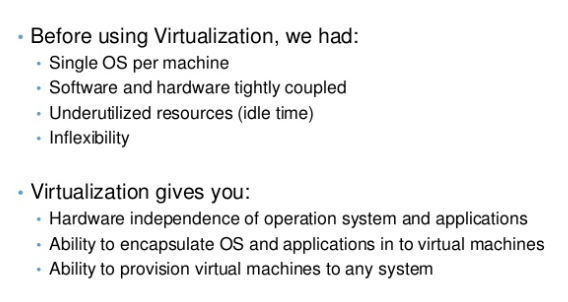 • Before using Virtualization, we had:
• Single OS per machine
• Software and hardware tightly coupled
• Underutilized resources (idle time)
• Inflexibility
• Virtualization gives you:
• Hardware independence of operation system and applications
• Ability to encapsulate OS and applications in to virtual machines
• Ability to provision virtual machines to any system